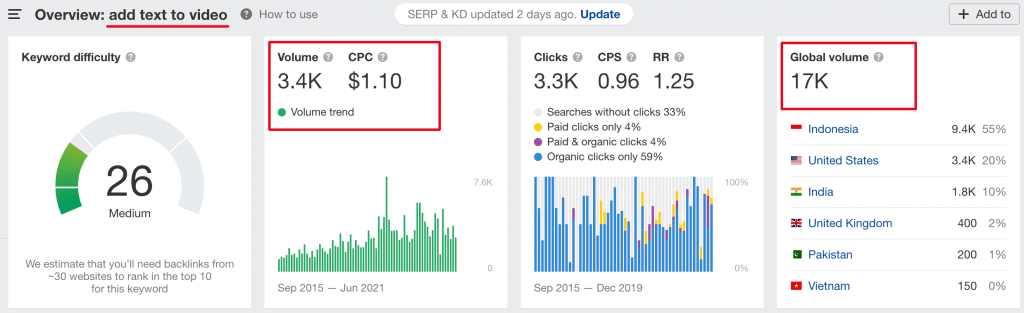 Overview: add text to video How to use SERP & KD updated 2 days ago. Update + Add to
Keyword difficulty
26
Medium
We estimate that you'll need backlinks from
~30 websites to rank in the top 10
for this keyword
Volume CPC
3.4K $1.10
Volume trend
7.6K
0
Sep 2015 — Jun 2021
Clicks CPS RR
3.3K 0.96 1.25
Searches without clicks 33%
Paid clicks only 4%
Paid & organic clicks 4%
Organic clicks only 59%
100%
0%
Sep 2015 — Dec 2019
Global volume
17K
Indonesia 9.4K 55%
United States 3.4K 20%
India 1.8K 10%
United Kingdom 400 2%
Pakistan 200 1%
Vietnam 150 0%